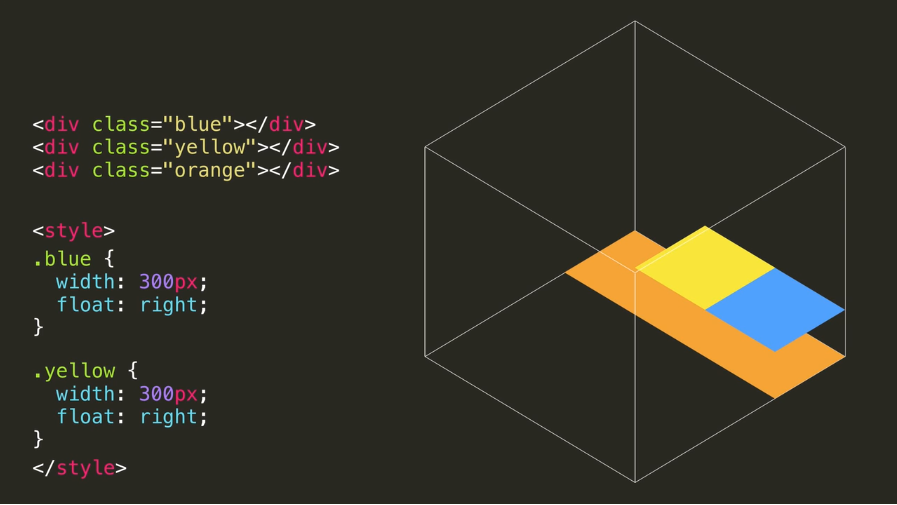 <div class="blue"></div>
<div class="yellow"></div>
<div class="orange"></div>
<style>
.blue {
  width: 300px;
  float: right;
}
.yellow {
  width: 300px;
  float: right;
}
</style>